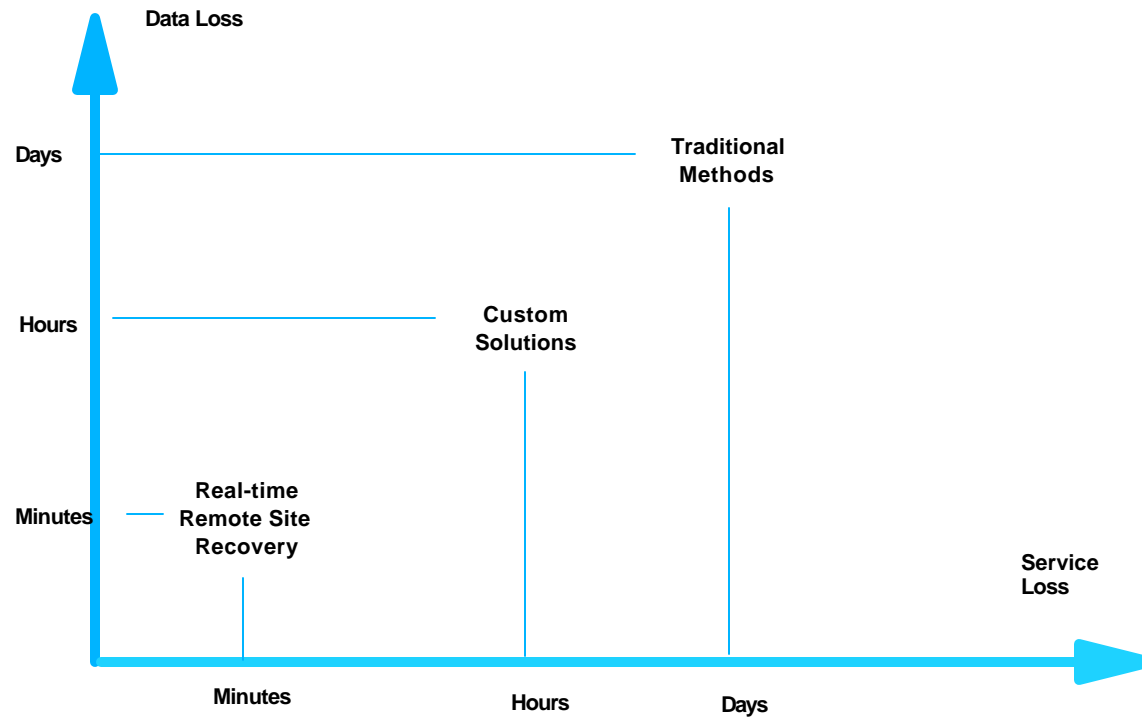 Data Loss
Days
Traditional
Methods
Hours
Custom
Solutions
Minutes
Real-time
Remote Site
Recovery
Service
Loss
Minutes
Hours
Days